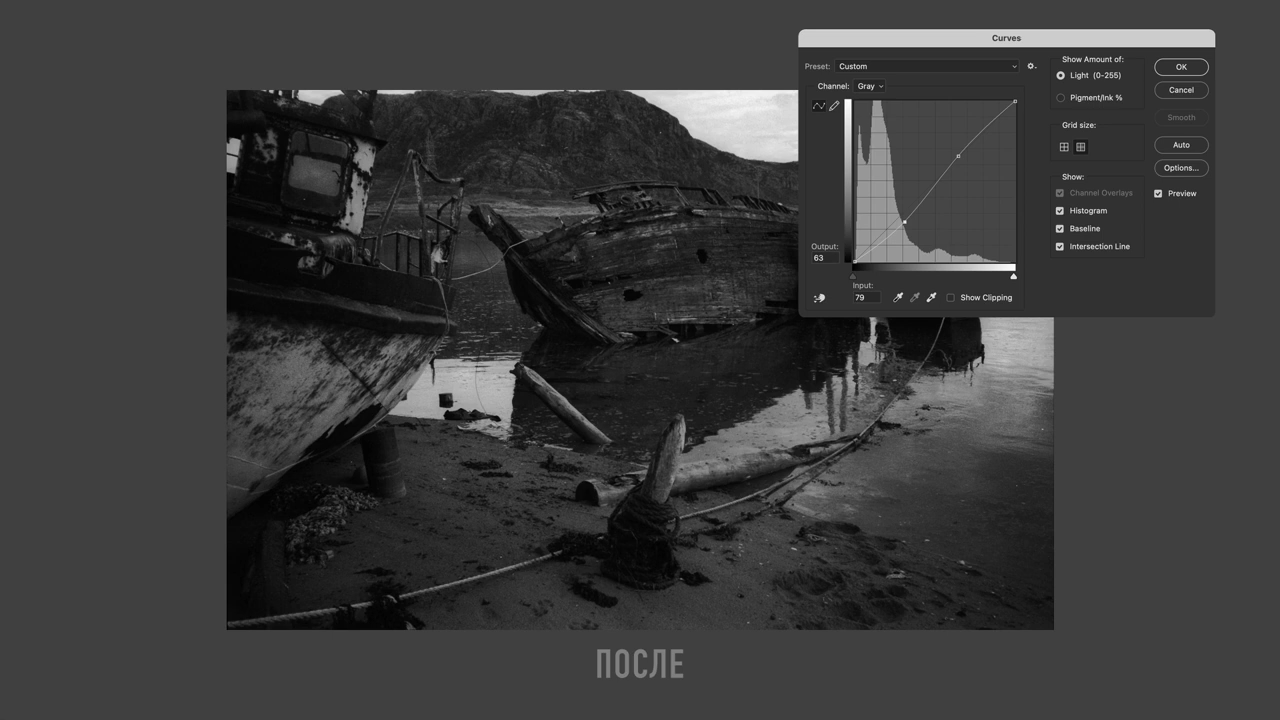 Curves
Preset: Custom
Channel: Gray
Output:
63
Input:
79
Show Clipping
Show Amount of:
Light (0-255)
Pigment/Ink %
Grid size:
Show:
Channel Overlays
Histogram
Baseline
Intersection Line
OK
Cancel
Smooth
Auto
Options...
Preview
ПОСЛЕ